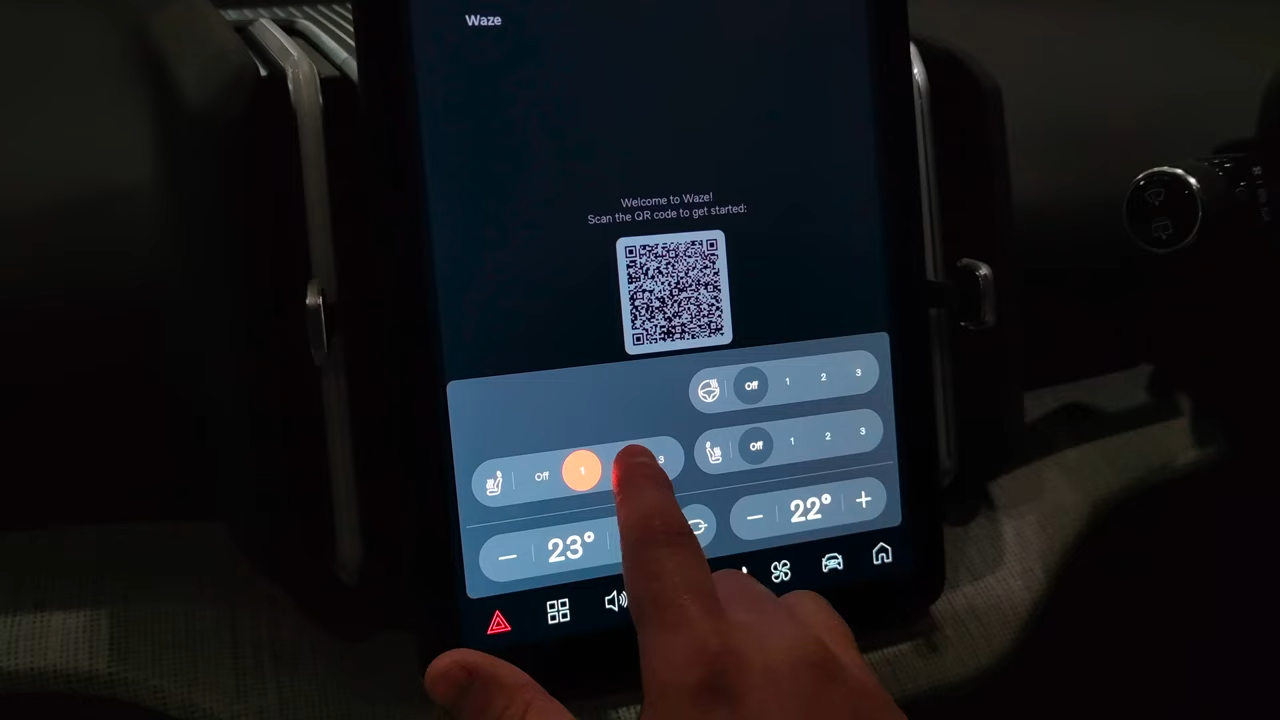 Waze
Welcome to Waze!
Scan the QR code to get started:
Off 1 2 3
Off 1 2 3
Off 1 3
23°
22°